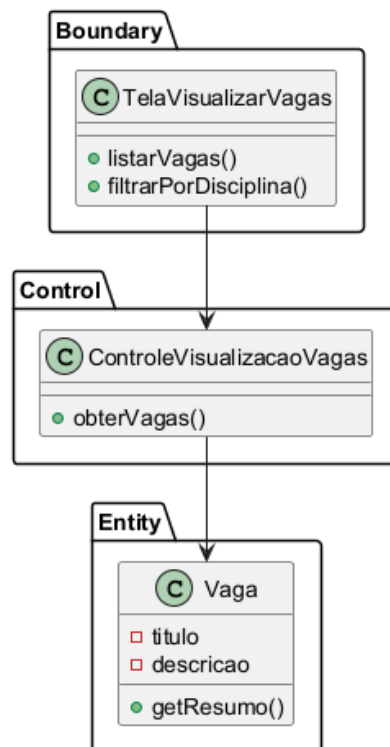 Boundary
C TelaVisualizarVagas
listarVagas()
filtrarPorDisciplina()
Control
C ControleVisualizacaoVagas
obterVagas()
Entity
C Vaga
titulo
descricao
getResumo()